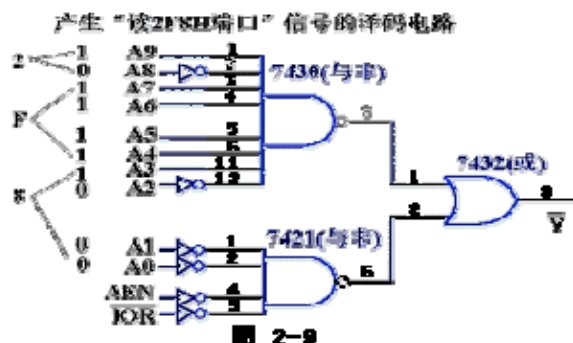 产生“读2F8H端口”信号的译码电路
2 1 A9 1
0 A8 2
F 1 A7 3 7430(与非)
1 A6 4
1 A5 5
1 A4 6
8 1 A3 11
0 A2 12
8 7432(或)
1
2 3
Y
0 A1 1 7421(与非)
0 A0 2
6
AEN 4
IOR 5
图 2-9